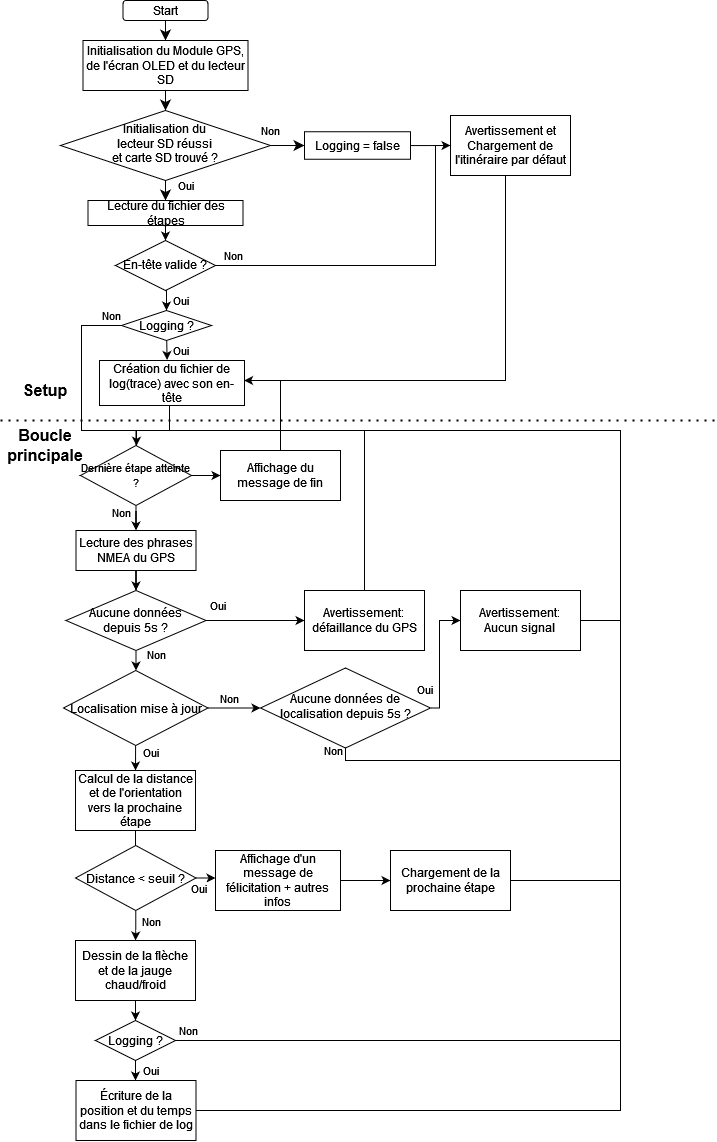 Start
Initialisation du Module GPS,
de l'écran OLED et du lecteur
SD
Initialisation du
lecteur SD réussi
et carte SD trouvé ?
Non
Logging = false
Avertissement et
Chargement de
l'itinéraire par défaut
Oui
Lecture du fichier des
étapes
En-tête valide ?
Non
Oui
Non
Logging ?
Oui
Création du fichier de
log(trace) avec son en-
tête
Setup
Boucle
principale
Dernière étape atteinte
?
Affichage du
message de fin
Non
Lecture des phrases
NMEA du GPS
Aucune données
depuis 5s ?
Oui
Avertissement:
défaillance du GPS
Avertissement:
Aucun signal
Non
Localisation mise à jour
Non
Aucune données de
localisation depuis 5s ?
Oui
Non
Oui
Calcul de la distance
et de l'orientation
vers la prochaine
étape
Distance < seuil ?
Oui
Affichage d'un
message de
félicitation + autres
infos
Chargement de la
prochaine étape
Non
Dessin de la flèche
et de la jauge
chaud/froid
Logging ?
Non
Oui
Écriture de la
position et du temps
dans le fichier de log